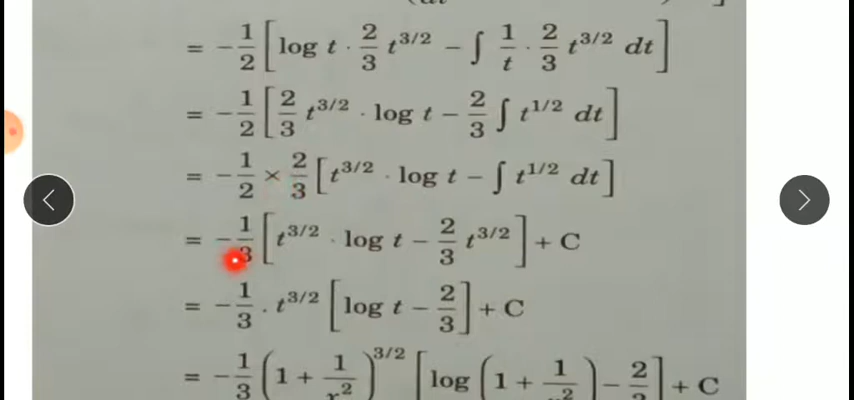 = -1/2 [log t · 2/3 t^{3/2} - ∫ 1/t · 2/3 t^{3/2} dt]
= -1/2 [2/3 t^{3/2} · log t - 2/3 ∫ t^{1/2} dt]
= -1/2 × 2/3 [t^{3/2} · log t - ∫ t^{1/2} dt]
= -1/3 [t^{3/2} · log t - 2/3 t^{3/2}] + C
= -1/3 · t^{3/2} [log t - 2/3] + C
= -1/3 (1 + 1/x^2)^{3/2} [log (1 + 1/x^2) - 2/3] + C